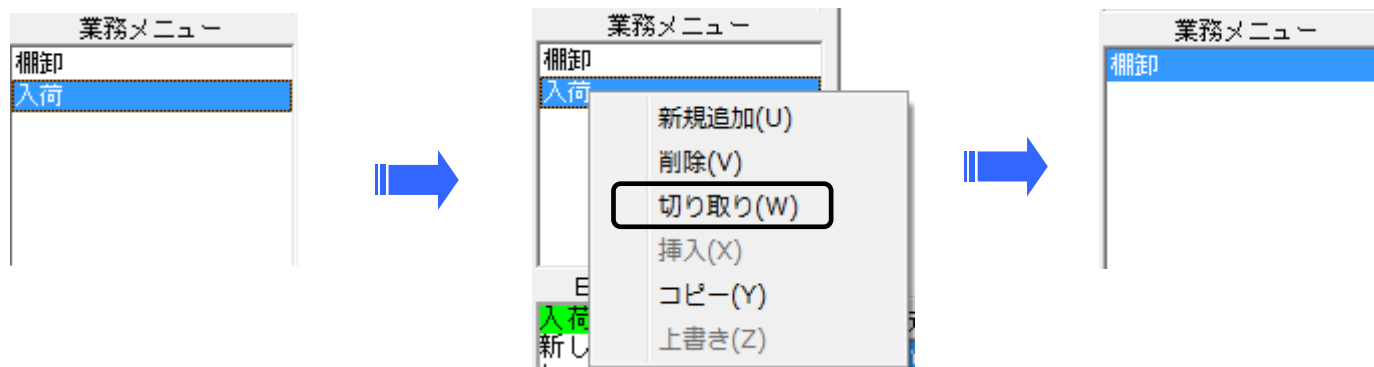 業務メニュー
棚卸
入荷
業務メニュー
棚卸
入荷
新規追加(U)
削除(V)
切り取り(W)
挿入(X)
コピー(Y)
上書き(Z)
入荷
新し
業務メニュー
棚卸